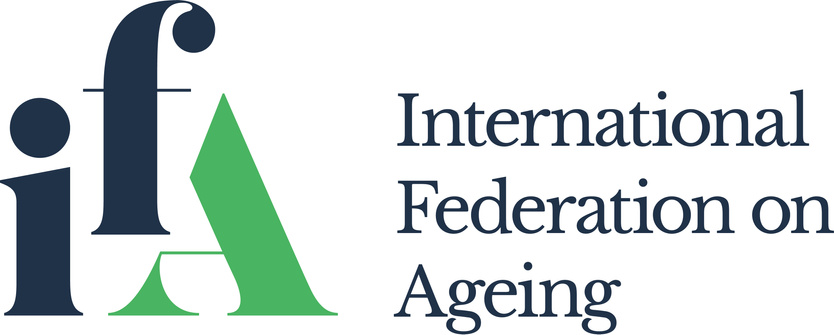 ifA
International
Federation on
Ageing